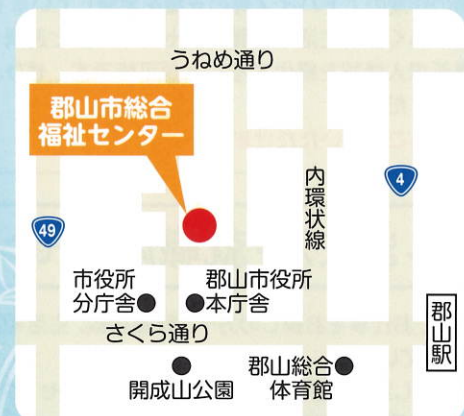 うねめ通り
郡山市総合
福祉センター
内環状線
4
49
市役所
分庁舎
郡山市役所
本庁舎
さくら通り
郡山駅
開成山公園
郡山総合
体育館